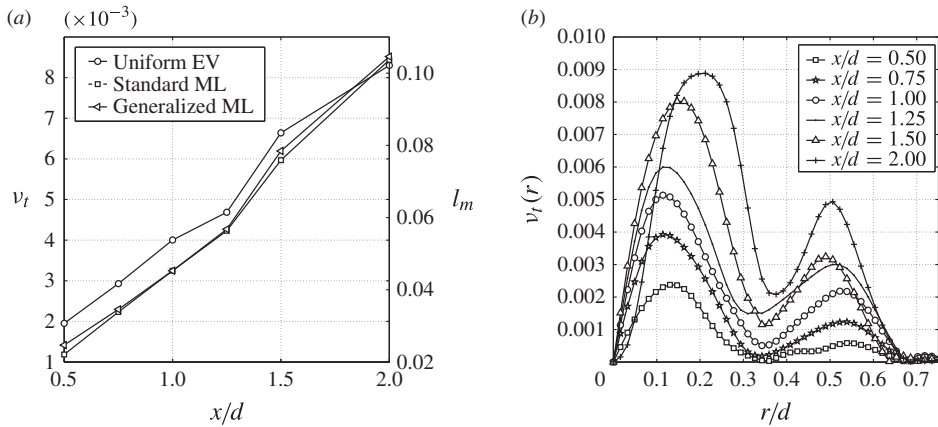 (a) (×10⁻³)
8
7
6
5
4
3
2
1
νt
Uniform EV
Standard ML
Generalized ML
0.10
0.08
0.06
0.04
0.02
lm
0.5 1.0 1.5 2.0
x/d
(b)
0.010
0.009
0.008
0.007
0.006
0.005
0.004
0.003
0.002
0.001
νt(r)
x/d = 0.50
x/d = 0.75
x/d = 1.00
x/d = 1.25
x/d = 1.50
x/d = 2.00
0 0.1 0.2 0.3 0.4 0.5 0.6 0.7
r/d